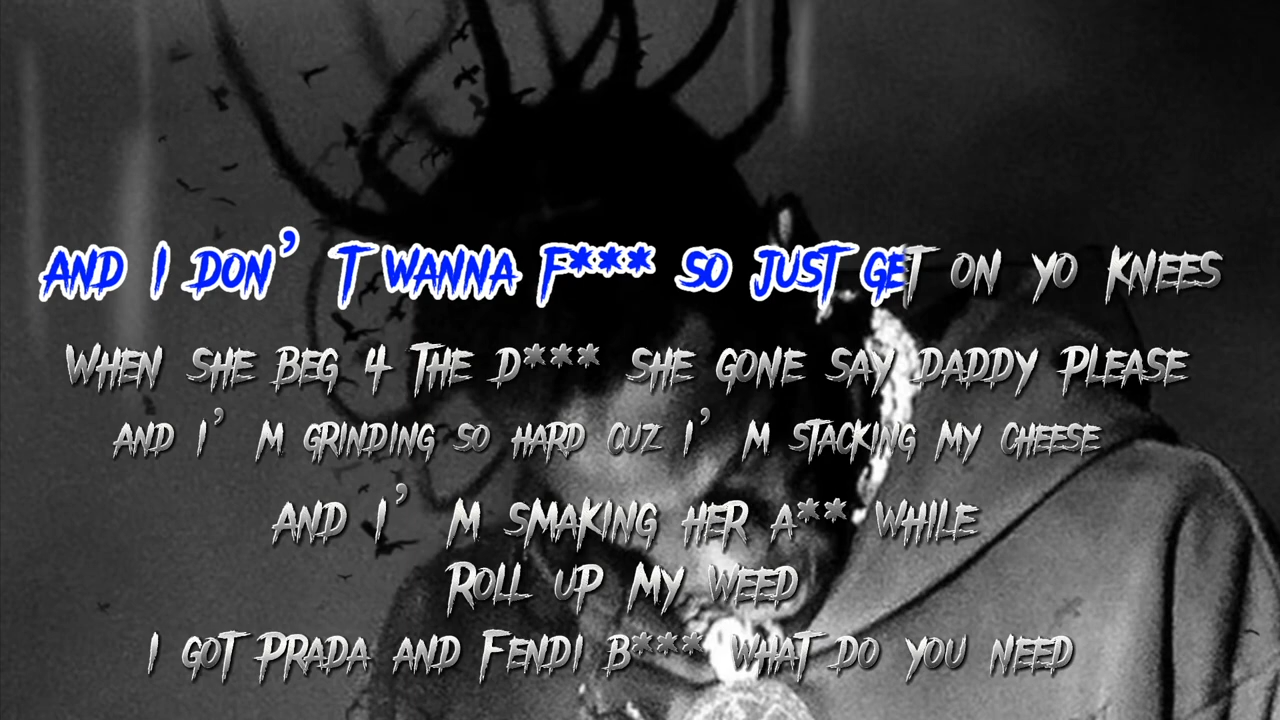 AND I DON'T WANNA F*** SO JUST GET ON YO KNEES
WHEN SHE BEG 4 THE D*** SHE GONE SAY DADDY PLEASE
AND I'M GRINDING SO HARD CUZ I'M STACKING MY CHEESE
AND I'M SMAKING HER A** WHILE
ROLL UP MY WEED
I GOT PRADA AND FENDI B*** WHAT DO YOU NEED